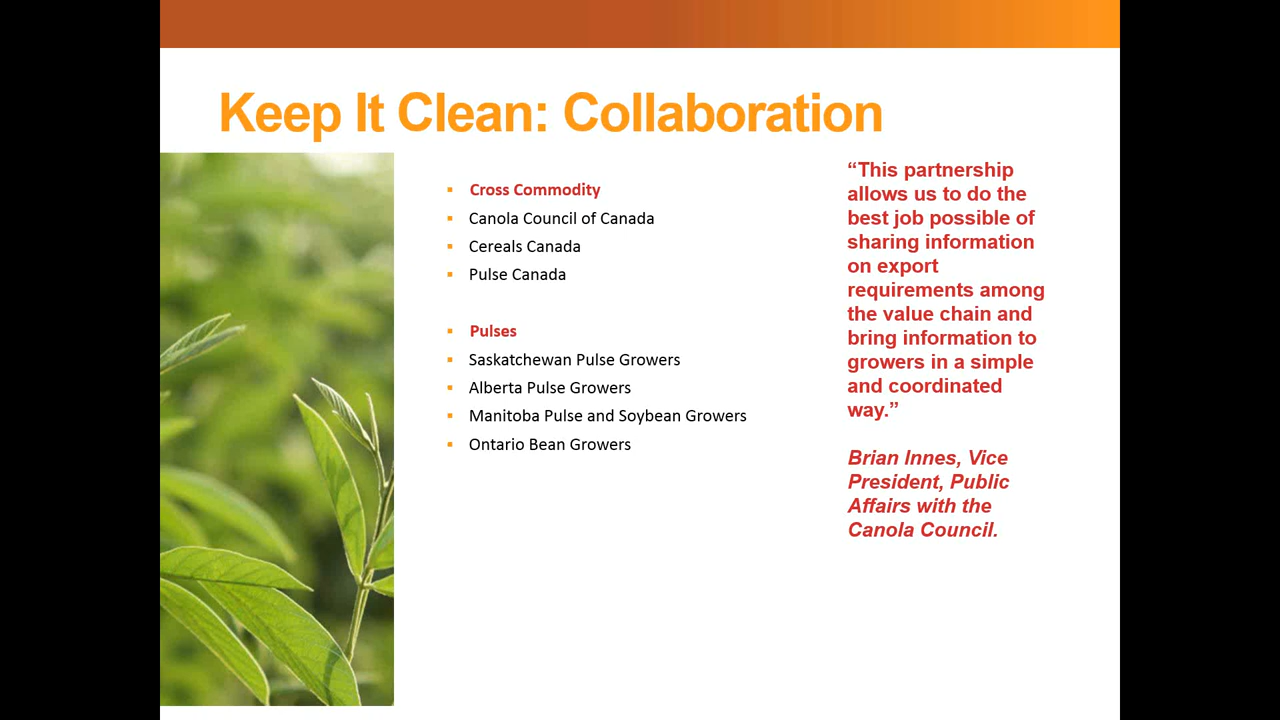 Keep It Clean: Collaboration
Cross Commodity
Canola Council of Canada
Cereals Canada
Pulse Canada
Pulses
Saskatchewan Pulse Growers
Alberta Pulse Growers
Manitoba Pulse and Soybean Growers
Ontario Bean Growers
“This partnership
allows us to do the
best job possible of
sharing information
on export
requirements among
the value chain and
bring information to
growers in a simple
and coordinated
way.”
Brian Innes, Vice
President, Public
Affairs with the
Canola Council.